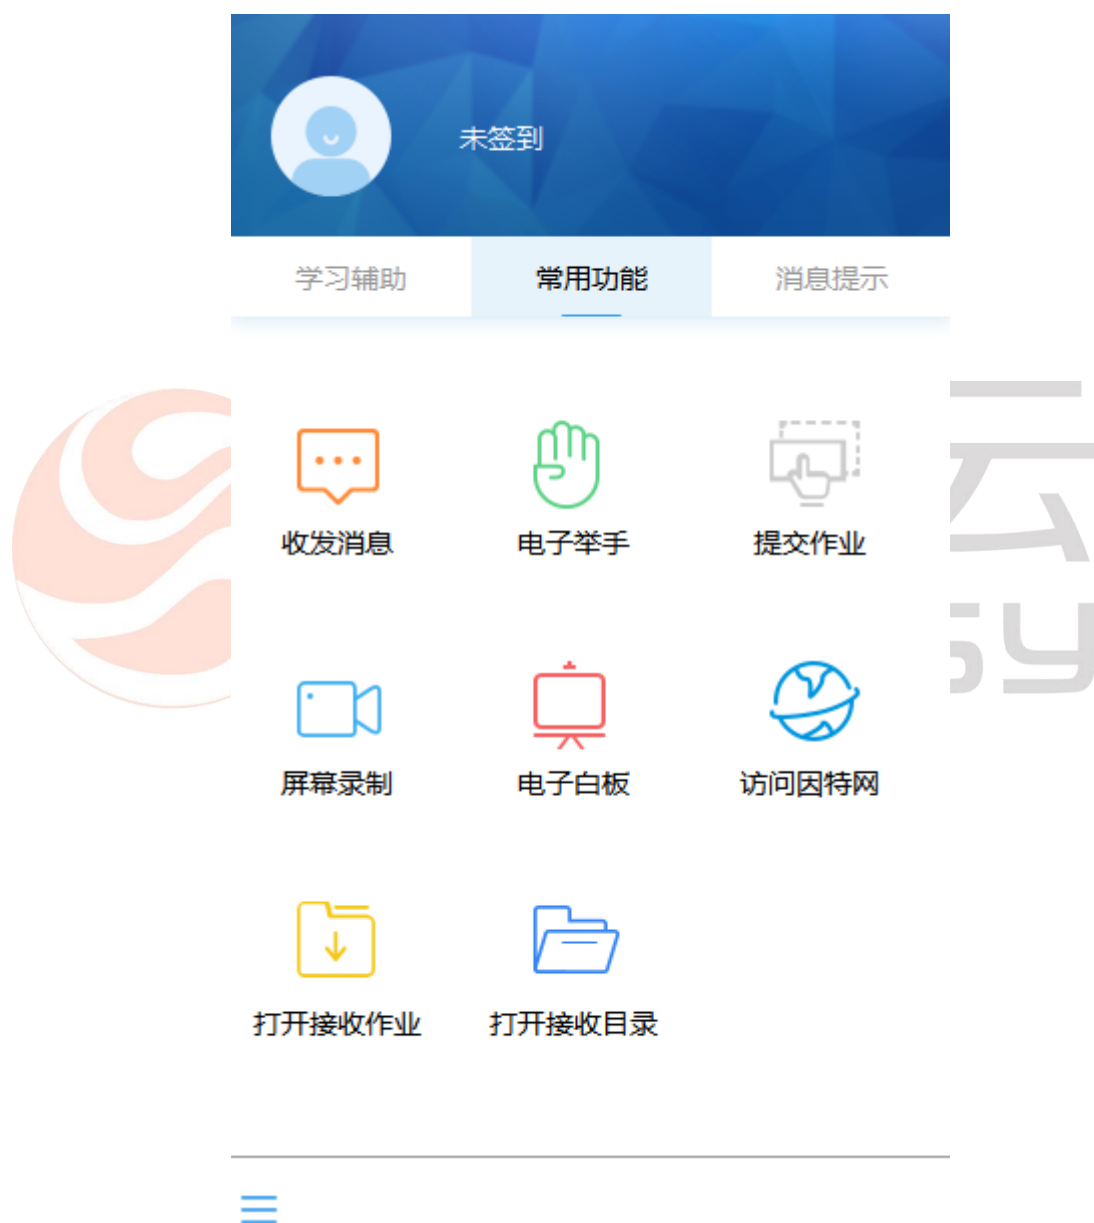 未签到
学习辅助 常用功能 消息提示
收发消息 电子举手 提交作业
云
sy
屏幕录制 电子白板 访问因特网
打开接收作业 打开接收目录